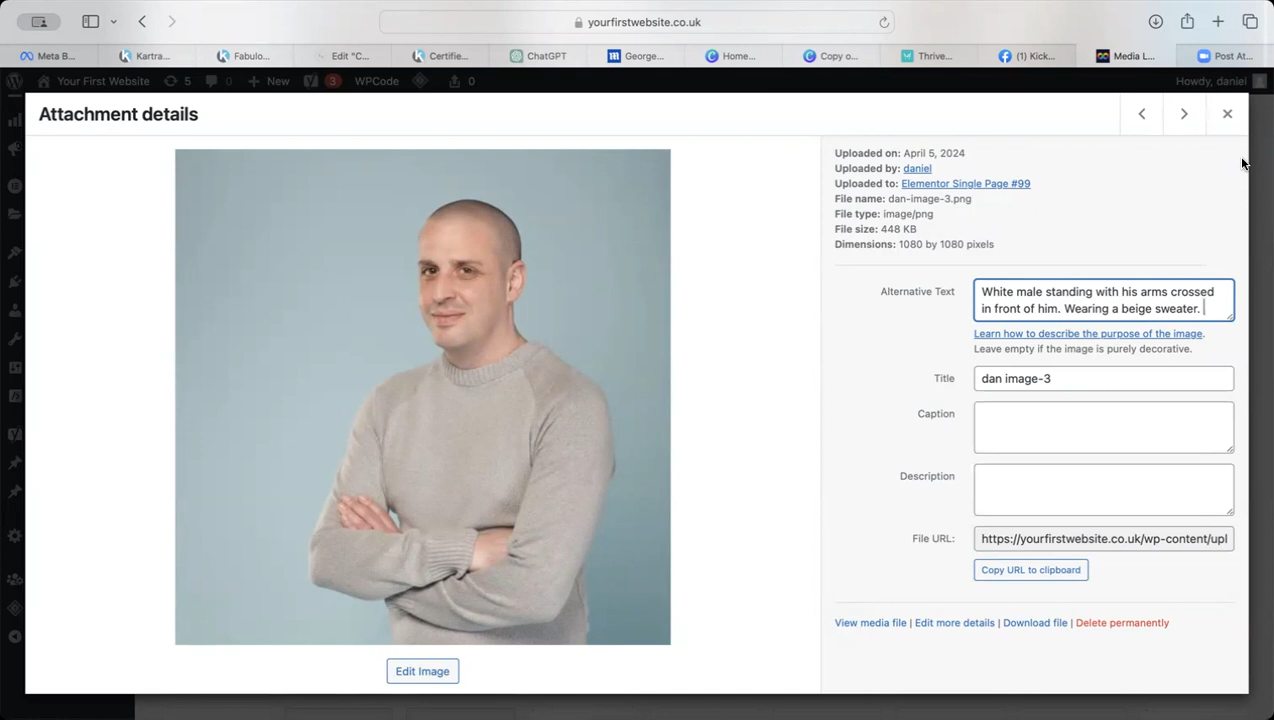 yourfirstwebsite.co.uk
Meta B...
Kartra...
Fabulo...
Edit "C...
Certifie...
ChatGPT
George...
Home...
Copy o...
Thrive...
(1) Kick...
Media L...
Post At...
Your First Website
5
0
New
3
WPCode
0
Howdy, daniel
Attachment details
Uploaded on: April 5, 2024
Uploaded by: daniel
Uploaded to: Elementor Single Page #99
File name: dan-image-3.png
File type: image/png
File size: 448 KB
Dimensions: 1080 by 1080 pixels
Alternative Text
White male standing with his arms crossed
in front of him. Wearing a beige sweater.
Learn how to describe the purpose of the image.
Leave empty if the image is purely decorative.
Title
dan image-3
Caption
Description
File URL:
https://yourfirstwebsite.co.uk/wp-content/upl
Copy URL to clipboard
View media file | Edit more details | Download file | Delete permanently
Edit Image